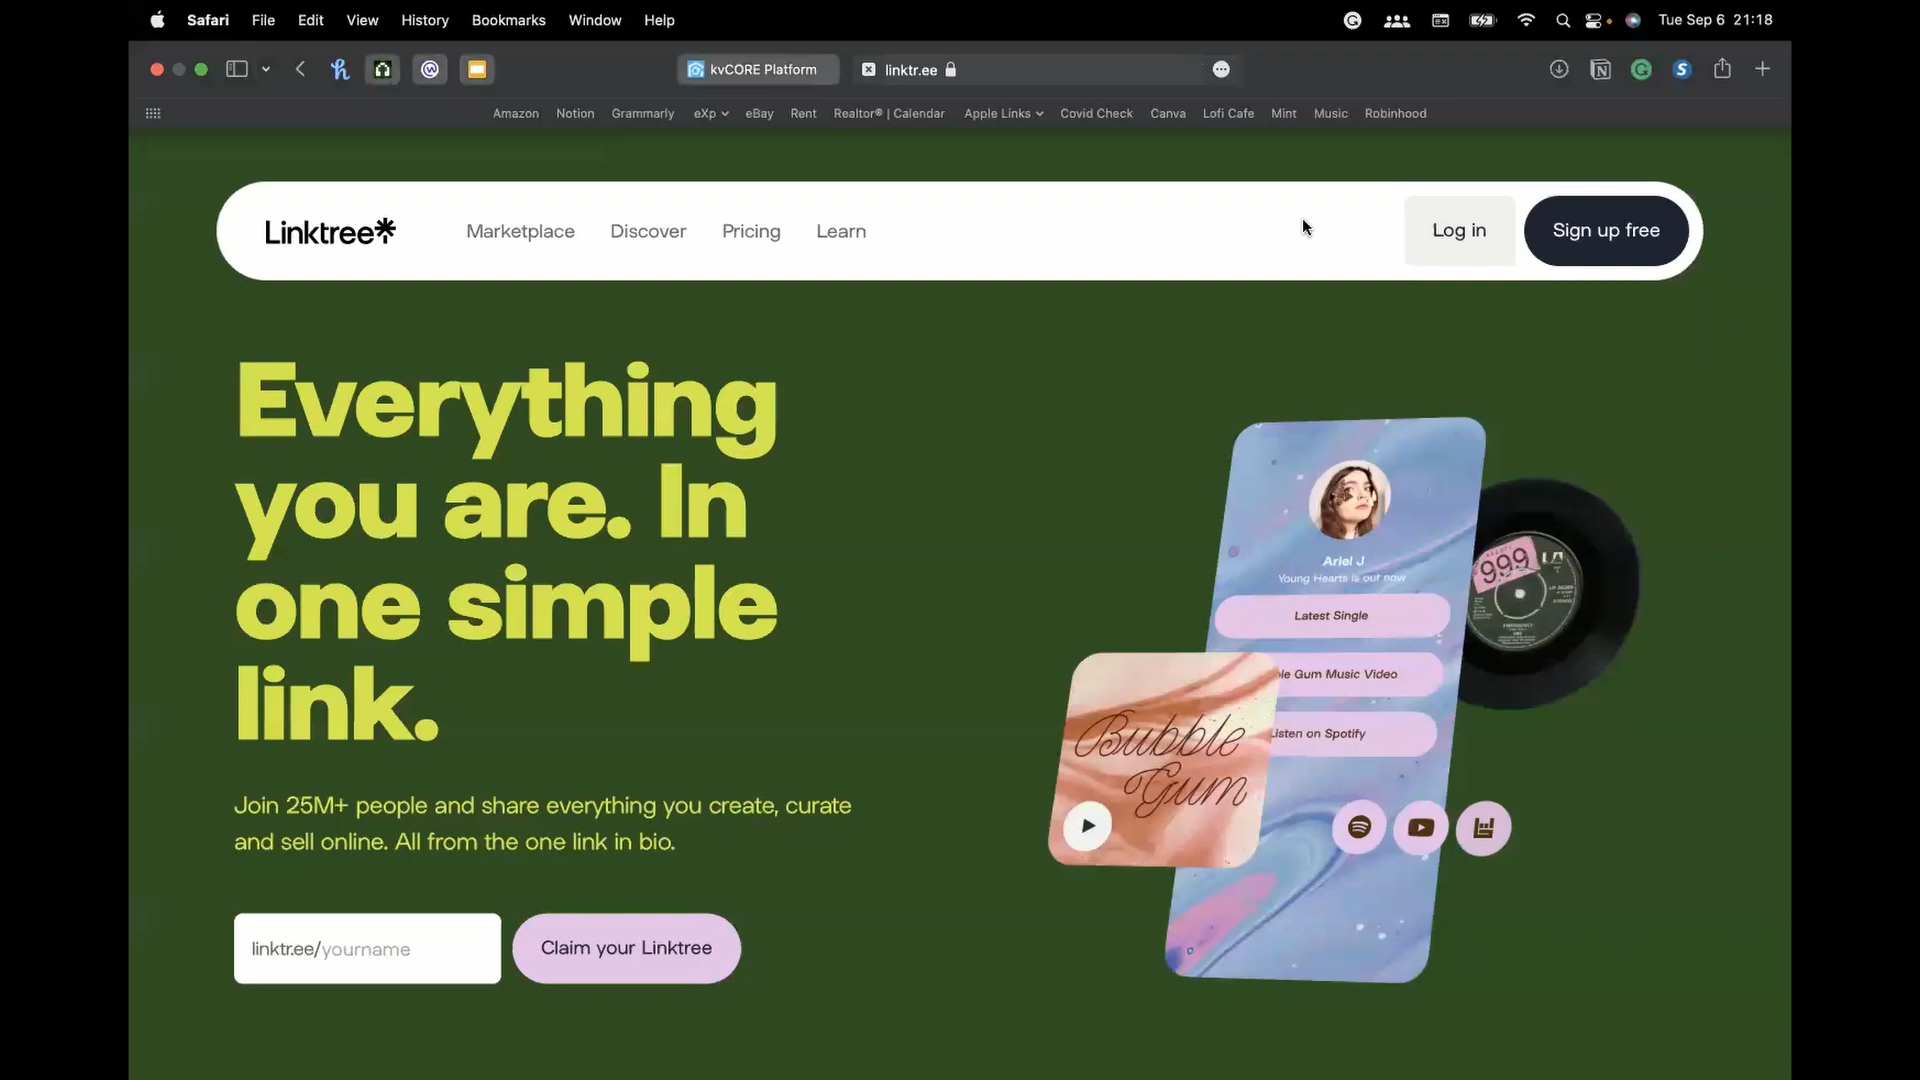 Safari File Edit View History Bookmarks Window Help Tue Sep 6 21:18
kvCORE Platform linktr.ee
Amazon Notion Grammarly eXp eBay Rent Realtor® | Calendar Apple Links Covid Check Canva Lofi Cafe Mint Music Robinhood
Linktree Marketplace Discover Pricing Learn Log in Sign up free
Everything
you are. In
one simple
link.
Join 25M+ people and share everything you create, curate
and sell online. All from the one link in bio.
linktr.ee/yourname Claim your Linktree
Ariel J
Young Hearts is out now
Latest Single
Gum Music Video
on Spotify
Bubble
Gum
999